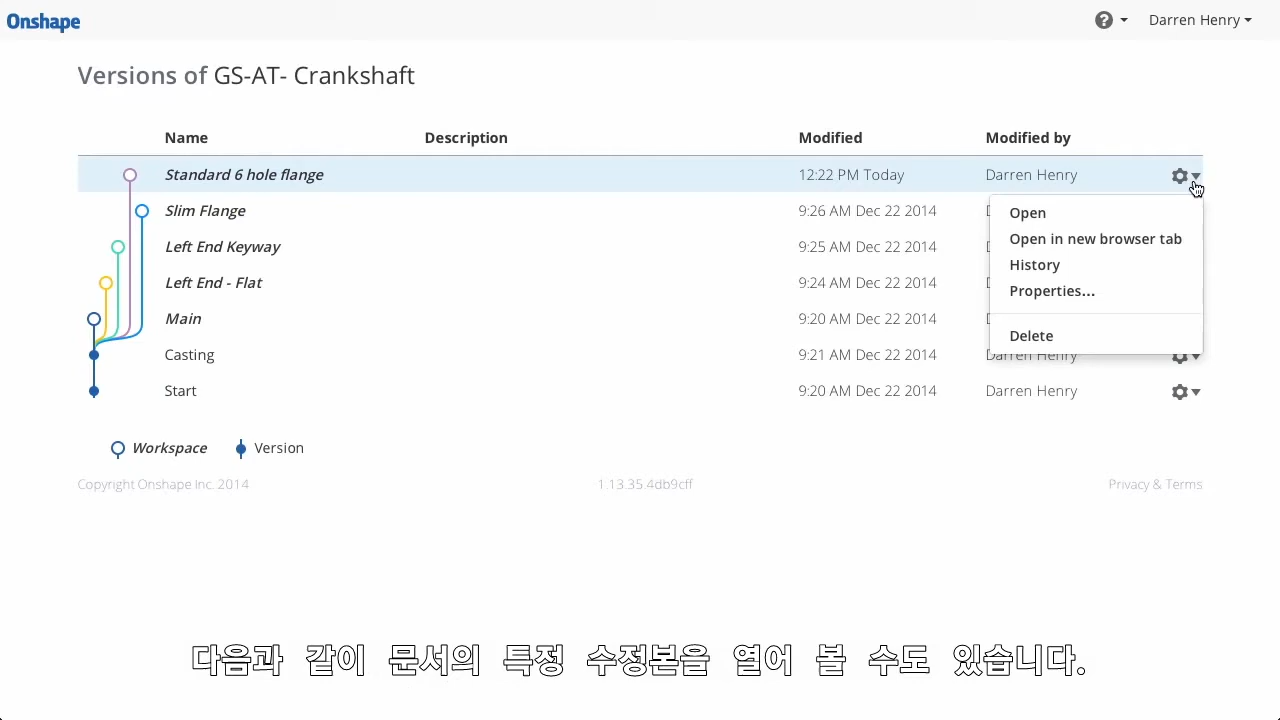 Onshape
? Darren Henry
Versions of GS-AT- Crankshaft
Name Description Modified Modified by
Standard 6 hole flange 12:22 PM Today Darren Henry
Slim Flange 9:26 AM Dec 22 2014
Left End Keyway 9:25 AM Dec 22 2014
Left End - Flat 9:24 AM Dec 22 2014
Main 9:20 AM Dec 22 2014
Casting 9:21 AM Dec 22 2014 Darren Henry
Start 9:20 AM Dec 22 2014 Darren Henry
Open
Open in new browser tab
History
Properties...
Delete
Workspace Version
Copyright Onshape Inc. 2014 1.13.35.4db9cff Privacy & Terms
다음과 같이 문서의 특정 수정본을 열어 볼 수도 있습니다.